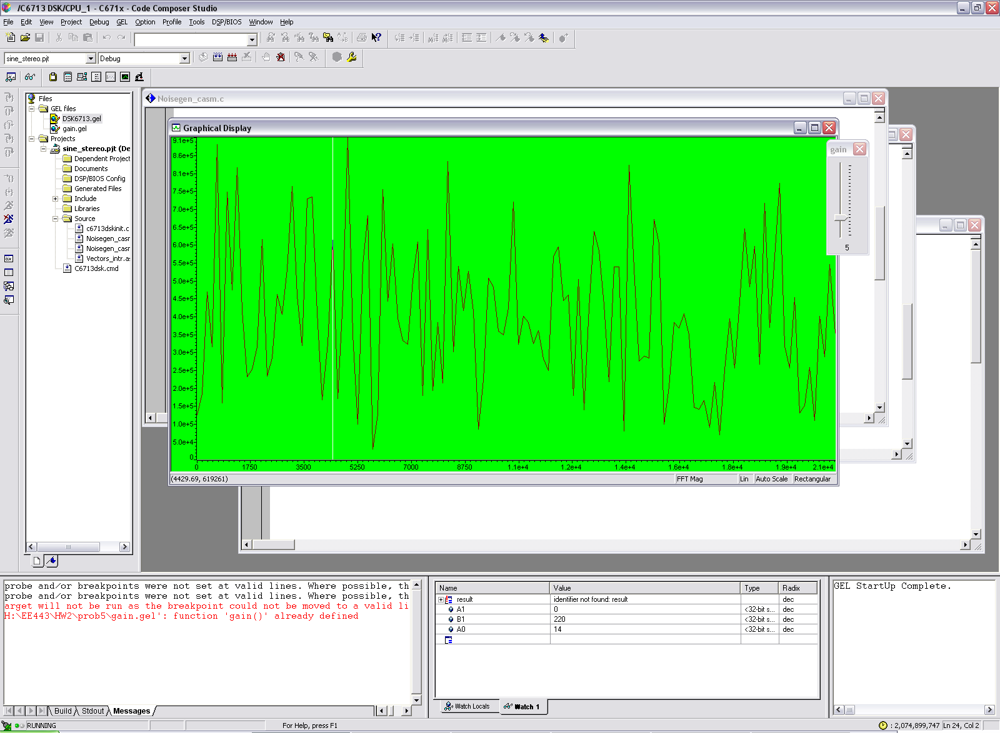 /C6713 DSK/CPU_1 - C671x - Code Composer Studio
File Edit View Project Debug GEL Option Profile Tools DSP/BIOS Window Help
sine_stereo.pjt Debug
Files
GEL files
DSK6713.gel
gain.gel
Projects
sine_stereo.pjt (De
Dependent Project
Documents
DSP/BIOS Config
Generated Files
Include
Libraries
Source
c6713dskinit.c
Noisegen_casr
Noisegen_casr
Vectors_intr.as
C6713dsk.cmd
Noisegen_casm.c
Graphical Display
9.1e+5
8.6e+5
8.1e+5
7.5e+5
7.0e+5
6.5e+5
6.0e+5
5.5e+5
5.0e+5
4.5e+5
4.0e+5
3.5e+5
3.0e+5
2.5e+5
2.0e+5
1.5e+5
1.0e+5
5.0e+4
0
0 1750 3500 5250 7000 8750 1.1e+4 1.2e+4 1.4e+4 1.6e+4 1.8e+4 1.9e+4 2.1e+4
(4429.69, 619261) FFT Mag Lin Auto Scale Rectangular
gain
5
probe and/or breakpoints were not set at valid lines. Where possible, th
probe and/or breakpoints were not set at valid lines. Where possible, th
arget will not be run as the breakpoint could not be moved to a valid li
H:\EE443\HW2\prob5\gain.gel': function 'gain()' already defined
Build Stdout Messages
Name Value Type Radix
result identifier not found: result dec
A1 0 <32-bit s... dec
B1 220 <32-bit s... dec
A0 14 <32-bit s... dec
Watch Locals Watch 1
GEL StartUp Complete.
RUNNING For Help, press F1 : 2,074,899,747 Ln 24, Col 2